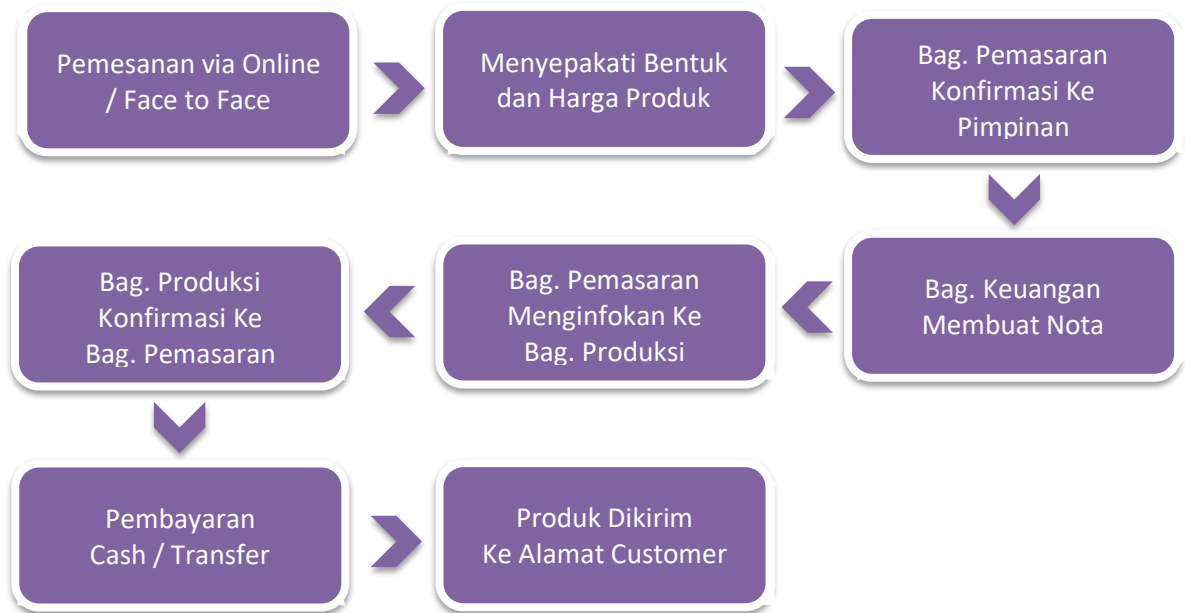 Pemesanan via Online
/ Face to Face
Menyepakati Bentuk
dan Harga Produk
Bag. Pemasaran
Konfirmasi Ke
Pimpinan
Bag. Keuangan
Membuat Nota
Bag. Pemasaran
Menginfokan Ke
Bag. Produksi
Bag. Produksi
Konfirmasi Ke
Bag. Pemasaran
Pembayaran
Cash / Transfer
Produk Dikirim
Ke Alamat Customer